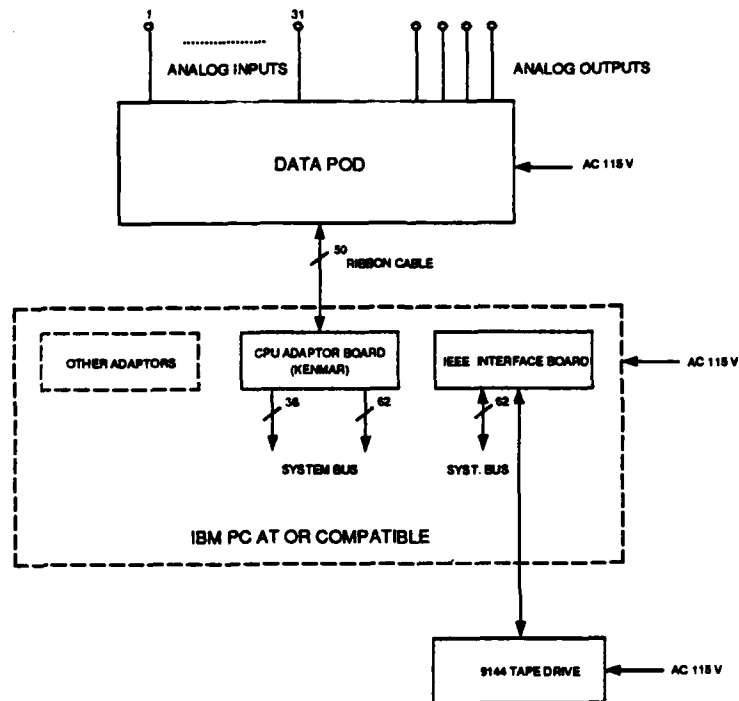 1 31
ANALOG INPUTS ANALOG OUTPUTS
DATA POD
AC 115 V
50
RIBBON CABLE
OTHER ADAPTORS
CPU ADAPTOR BOARD
(KENMAR)
IEEE INTERFACE BOARD
AC 115 V
36 62 62
SYSTEM BUS SYST. BUS
IBM PC AT OR COMPATIBLE
9144 TAPE DRIVE
AC 115 V